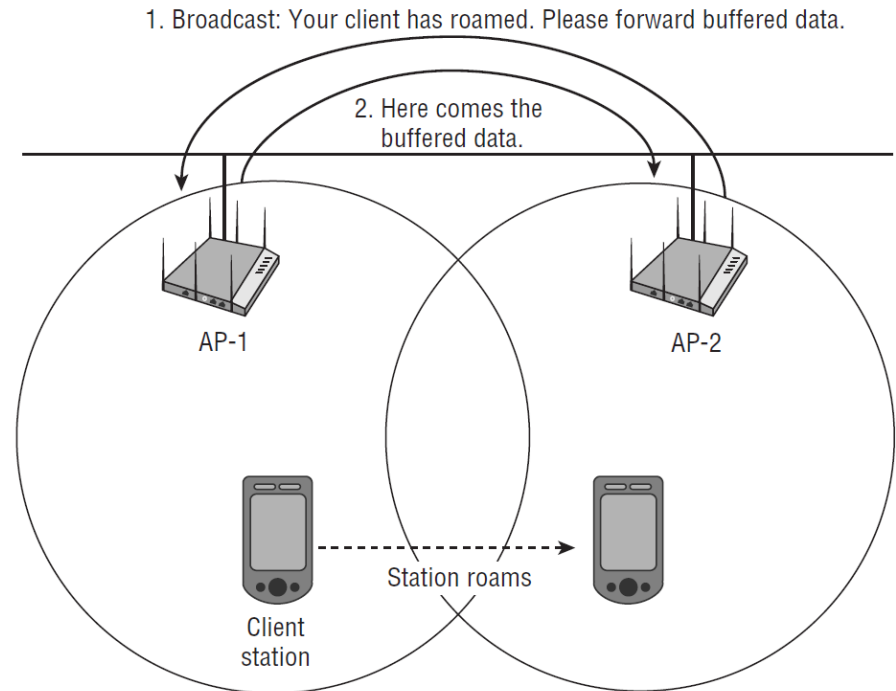 1. Broadcast: Your client has roamed. Please forward buffered data.
2. Here comes the
buffered data.
AP-1
AP-2
Station roams
Client
station